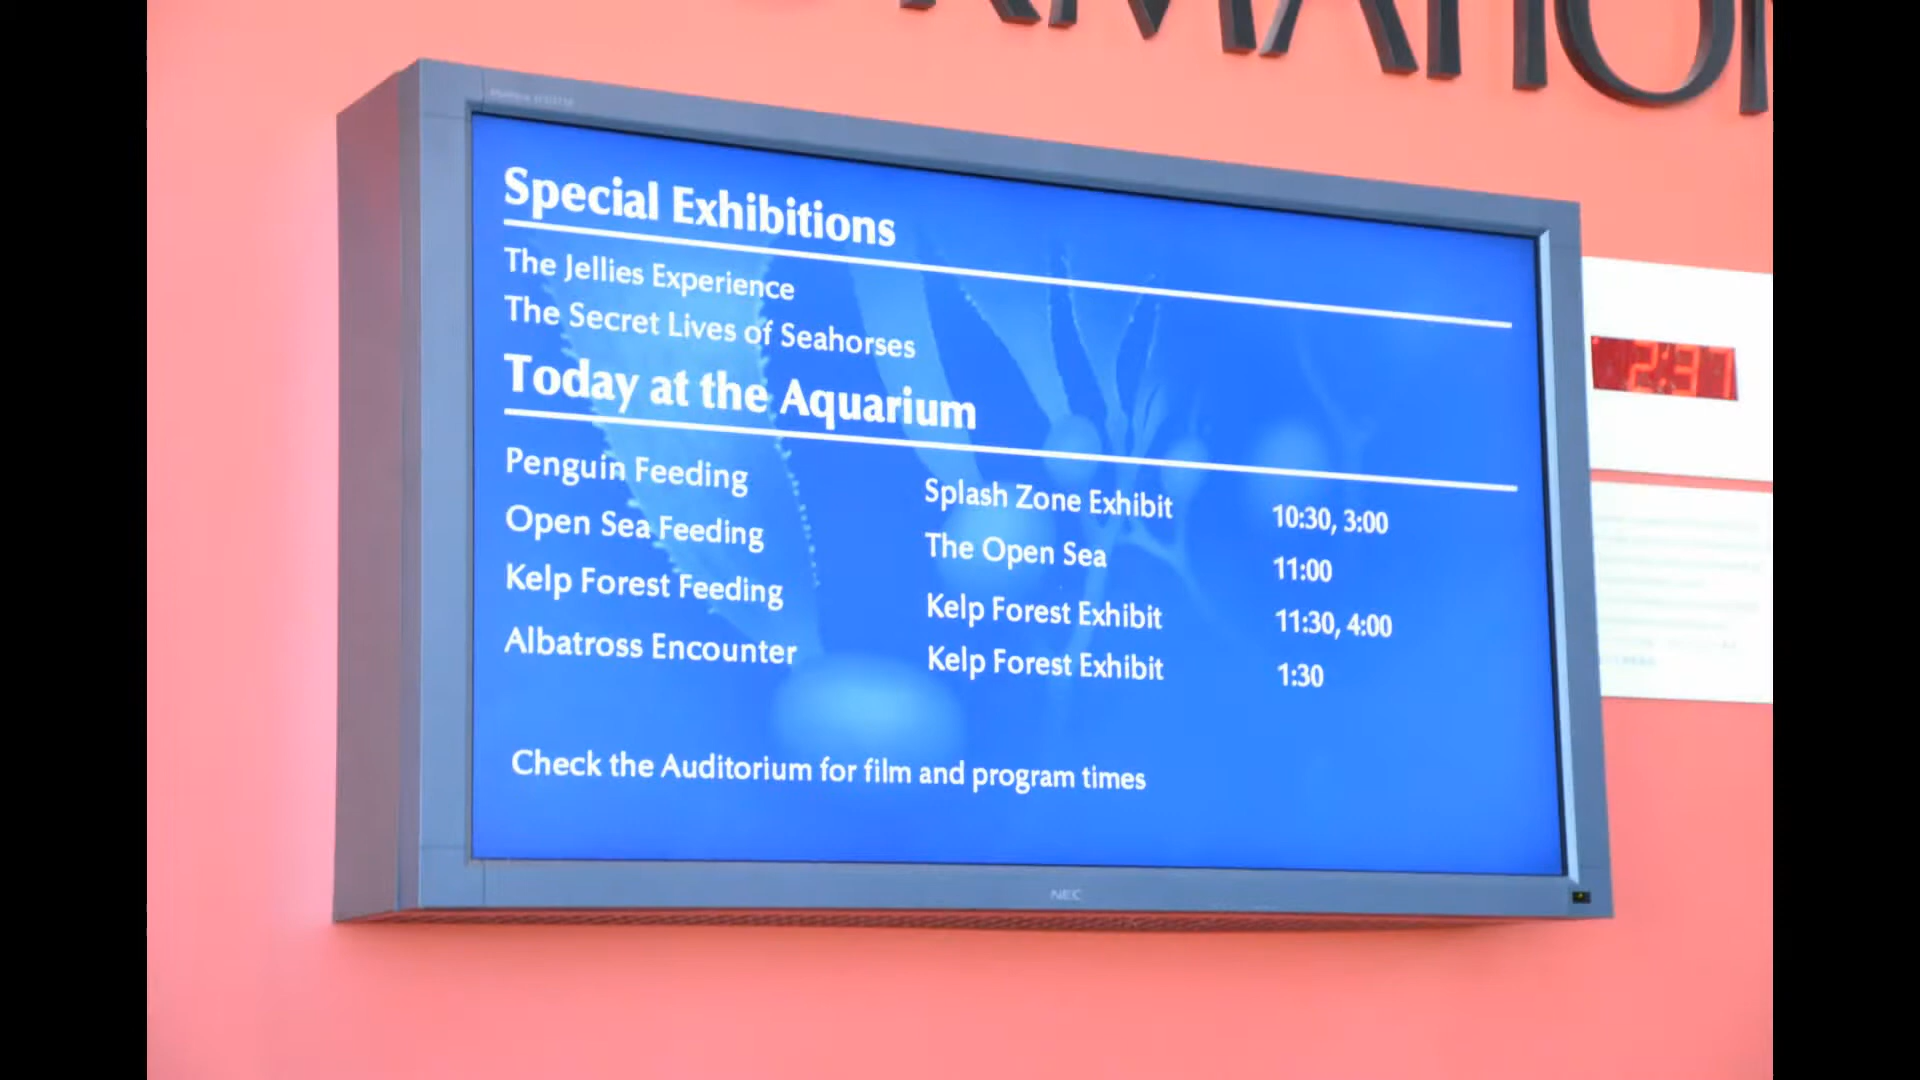 RMATION
Special Exhibitions
The Jellies Experience
The Secret Lives of Seahorses
Today at the Aquarium
Penguin Feeding Splash Zone Exhibit 10:30, 3:00
Open Sea Feeding The Open Sea 11:00
Kelp Forest Feeding Kelp Forest Exhibit 11:30, 4:00
Albatross Encounter Kelp Forest Exhibit 1:30
Check the Auditorium for film and program times
2:37
NEC